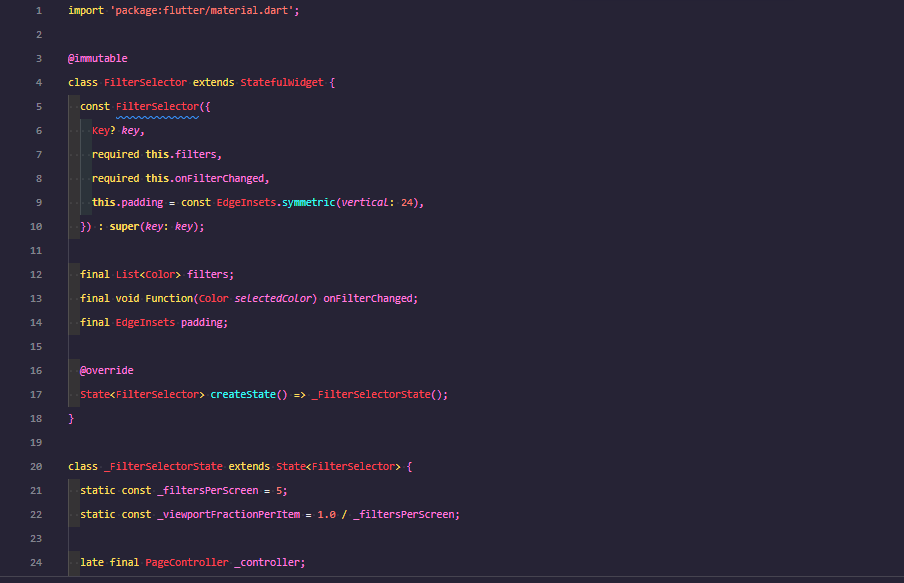 1 import 'package:flutter/material.dart';
2
3 @immutable
4 class FilterSelector extends StatefulWidget {
5   const FilterSelector({
6     Key? key,
7     required this.filters,
8     required this.onFilterChanged,
9     this.padding = const EdgeInsets.symmetric(vertical: 24),
10   }) : super(key: key);
11
12   final List<Color> filters;
13   final void Function(Color selectedColor) onFilterChanged;
14   final EdgeInsets padding;
15
16   @override
17   State<FilterSelector> createState() => _FilterSelectorState();
18 }
19
20 class _FilterSelectorState extends State<FilterSelector> {
21   static const _filtersPerScreen = 5;
22   static const _viewportFractionPerItem = 1.0 / _filtersPerScreen;
23
24   late final PageController _controller;